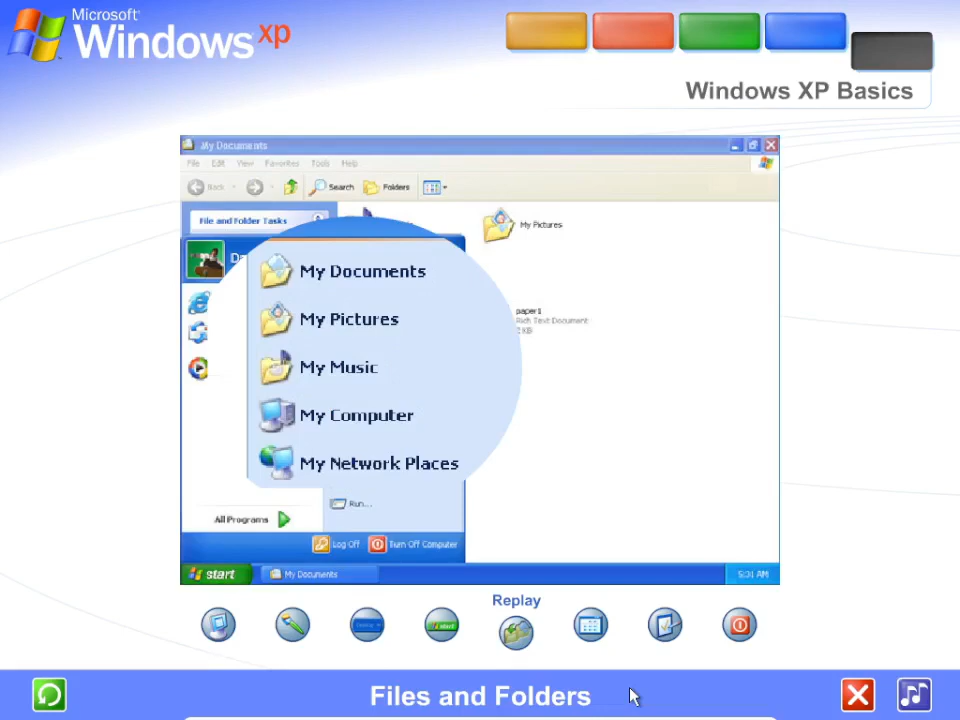 Microsoft®
Windows xp
Windows XP Basics
My Documents
File Edit View Favorites Tools Help
Back Search Folders
File and Folder Tasks
My Pictures
My Documents
My Pictures
paper1
Rich Text Document
My Music
My Computer
My Network Places
Run...
All Programs
Log Off Turn Off Computer
start My Documents 5:31 AM
Replay
start
Files and Folders